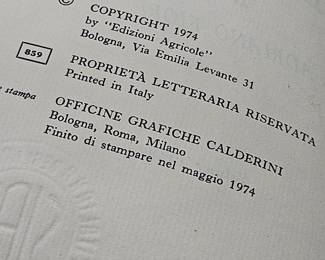 © COPYRIGHT 1974
by "Edizioni Agricole"
Bologna, Via Emilia Levante 31
859
PROPRIETÀ LETTERARIA RISERVATA
Printed in Italy
stampa
OFFICINE GRAFICHE CALDERINI
Bologna, Roma, Milano
Finito di stampare nel maggio 1974